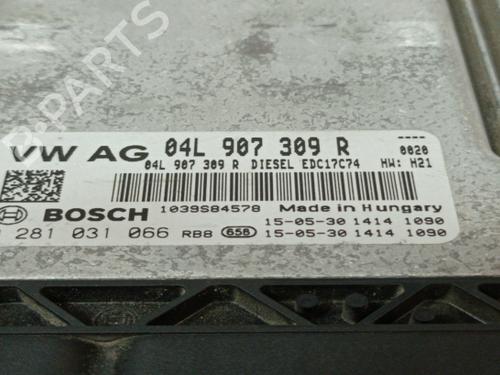 VW AG 04L 907 309 R ----
04L 907 309 R DIESEL EDC17C74 0020
HW: H21
BOSCH 1039S84578 Made in Hungary
281 031 066 RB8 656 15-05-30 1414 1090
15-05-30 1414 1090
B-PARTS